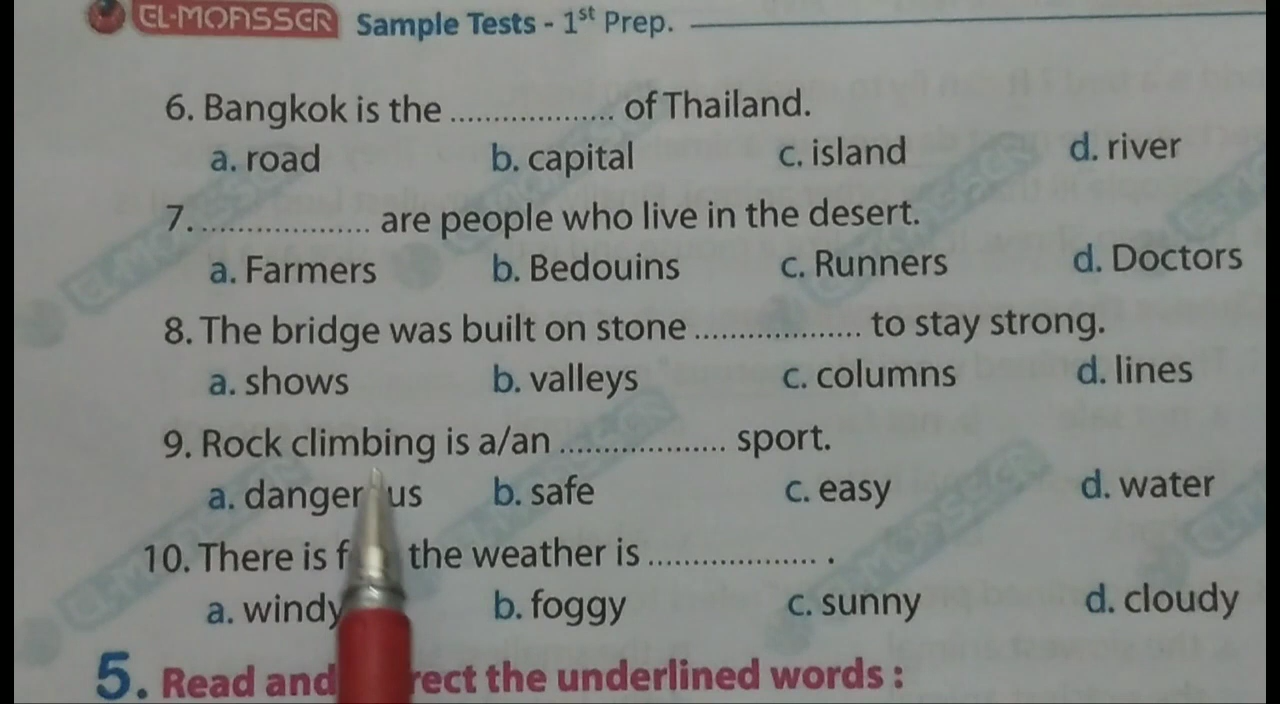 EL-MOASSER Sample Tests - 1st Prep.
6. Bangkok is the .................. of Thailand.
a. road b. capital c. island d. river
7. .................. are people who live in the desert.
a. Farmers b. Bedouins c. Runners d. Doctors
8. The bridge was built on stone .................. to stay strong.
a. shows b. valleys c. columns d. lines
9. Rock climbing is a/an .................. sport.
a. dangerous b. safe c. easy d. water
10. There is the weather is .................. .
a. windy b. foggy c. sunny d. cloudy
5. Read and the underlined words :